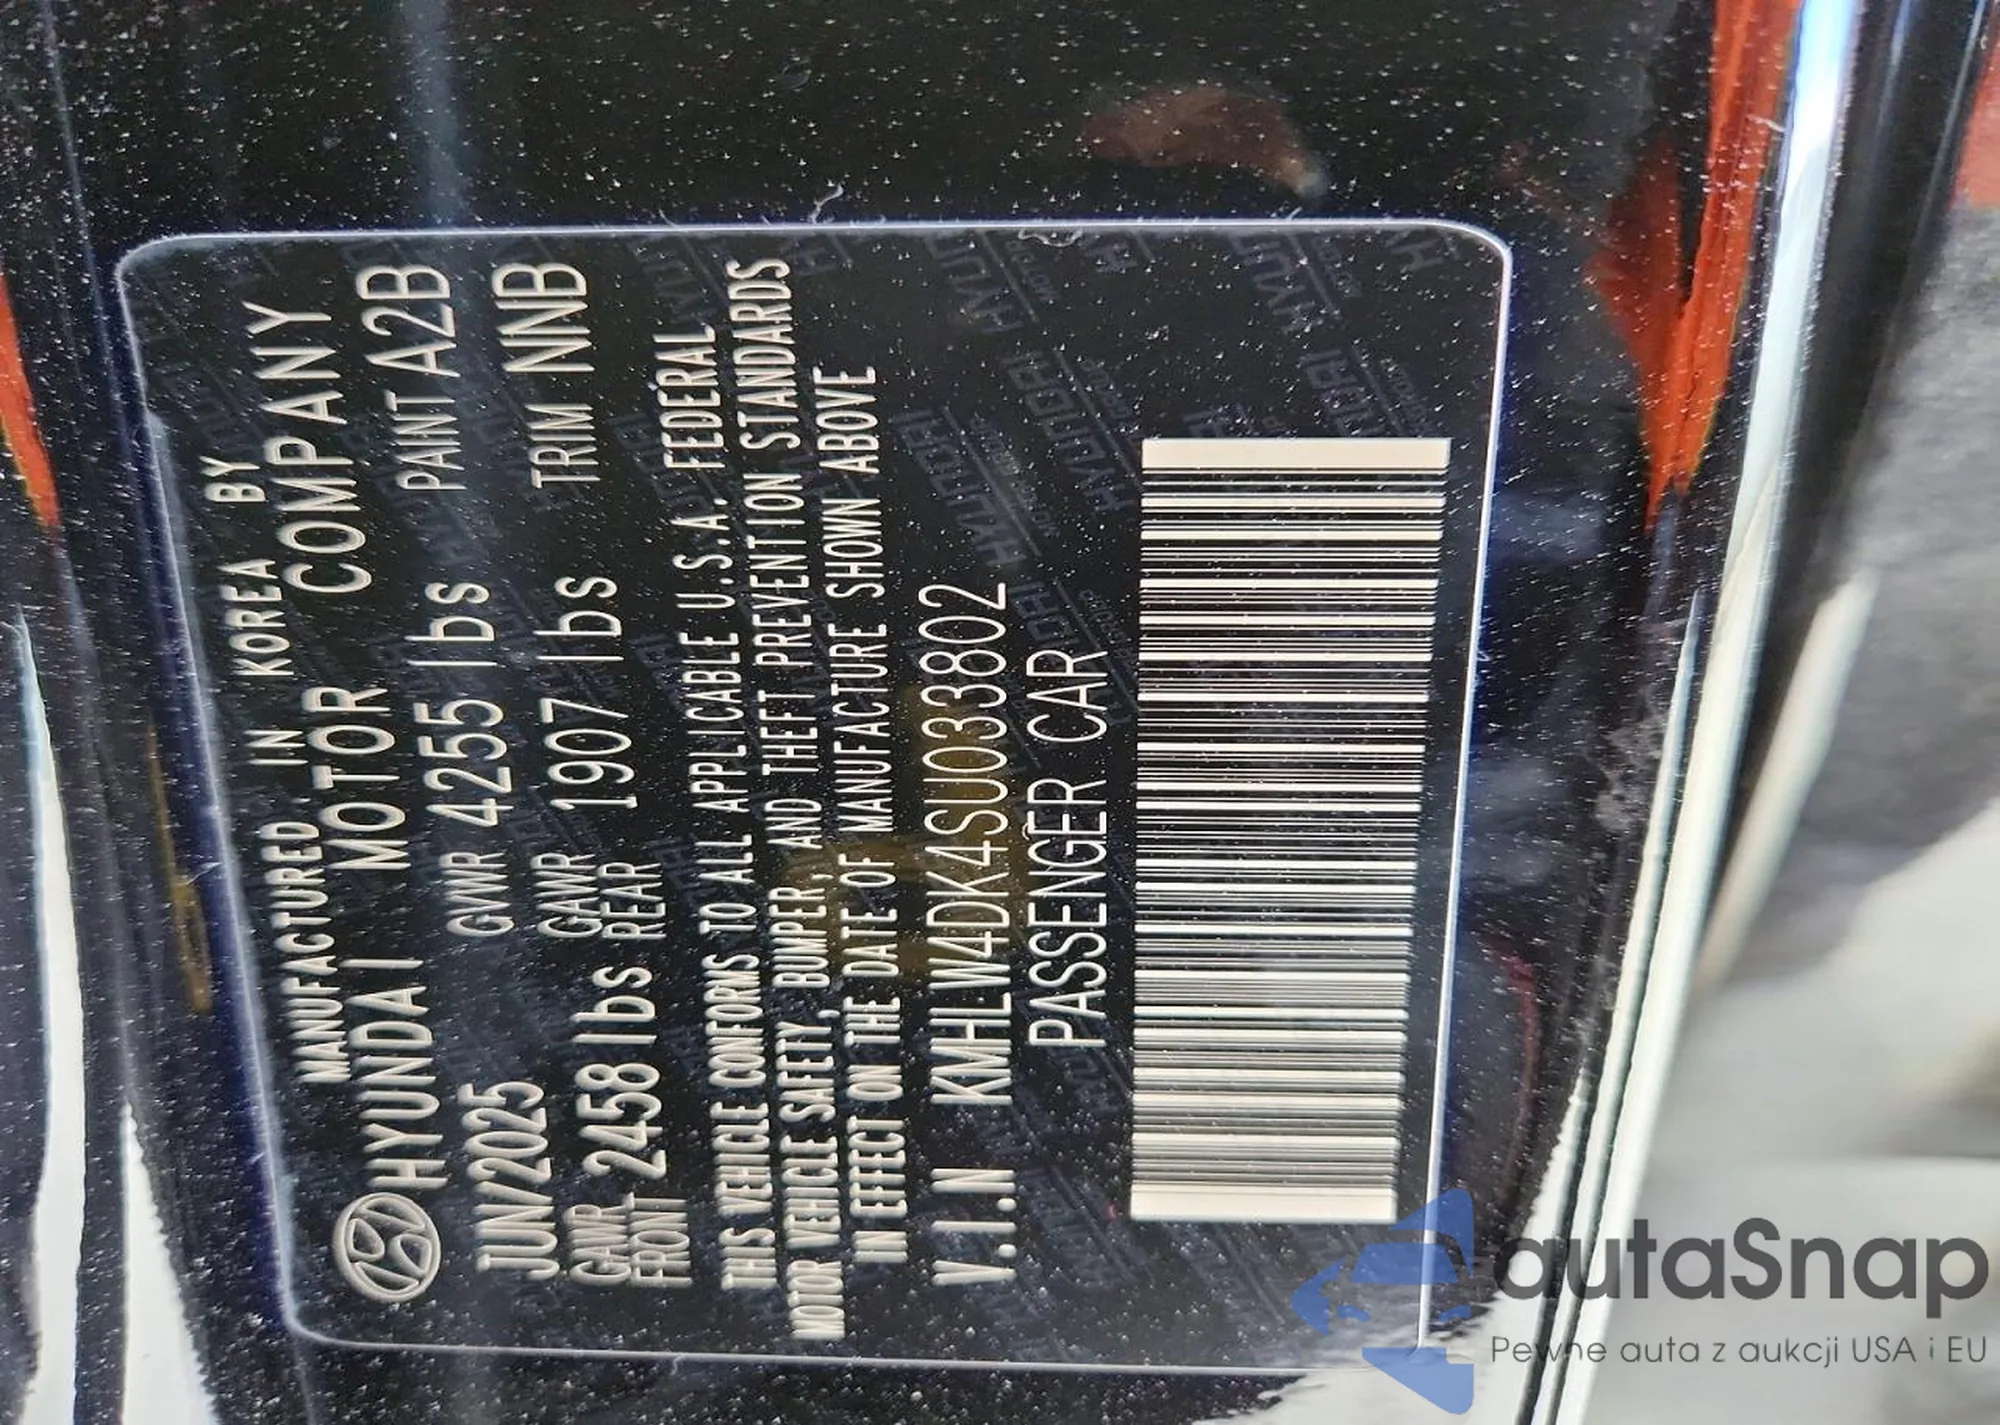 MANUFACTURED IN KOREA BY
HYUNDAI MOTOR COMPANY
JUN/2025 GVWR 4255 lbs PAINT A2B
GAWR FRONT 2458 lbs GAWR REAR 1907 lbs TRIM NNB
THIS VEHICLE CONFORMS TO ALL APPLICABLE U.S.A. FEDERAL
MOTOR VEHICLE SAFETY, BUMPER, AND THEFT PREVENTION STANDARDS
IN EFFECT ON THE DATE OF MANUFACTURE SHOWN ABOVE
V.I.N KMHLW4DK4SU033802
PASSENGER CAR
autaSnap
Pewne auta z aukcji USA i EU